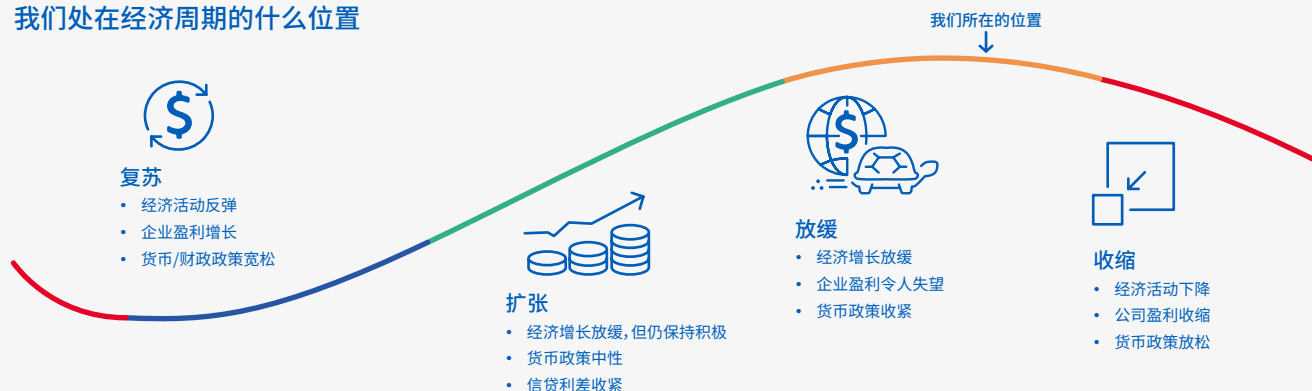 我们处在经济周期的什么位置
我们所在的位置
复苏
• 经济活动反弹
• 企业盈利增长
• 货币/财政政策宽松
扩张
• 经济增长放缓,但仍保持积极
• 货币政策中性
• 信贷利差收紧
放缓
• 经济增长放缓
• 企业盈利令人失望
• 货币政策收紧
收缩
• 经济活动下降
• 公司盈利收缩
• 货币政策放松